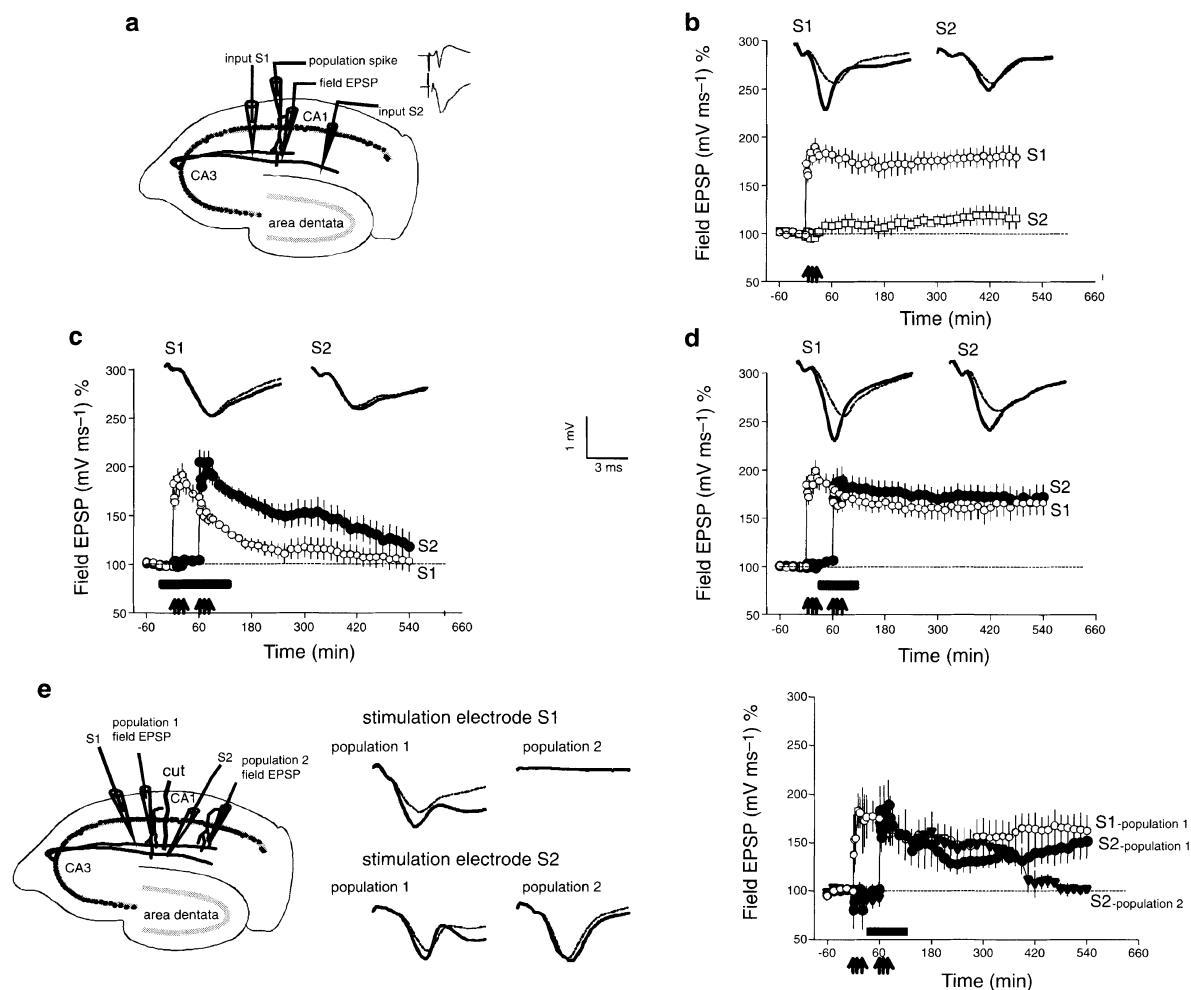 a
input S1
population spike
field EPSP
input S2
CA1
CA3
area dentata
b
S1
S2
Field EPSP (mV ms–1) %
300
250
200
150
100
50
S1
S2
-60
60
180
300
420
540
660
Time (min)
c
S1
S2
Field EPSP (mV ms–1) %
300
250
200
150
100
50
S2
S1
-60
60
180
300
420
540
660
Time (min)
1 mV
3 ms
d
S1
S2
Field EPSP (mV ms–1) %
300
250
200
150
100
50
S2
S1
-60
60
180
300
420
540
660
Time (min)
e
S1
population 1
field EPSP
cut
S2
population 2
field EPSP
CA1
CA3
area dentata
stimulation electrode S1
population 1
population 2
stimulation electrode S2
population 1
population 2
Field EPSP (mV ms–1) %
300
250
200
150
100
50
S1-population 1
S2-population 1
S2-population 2
-60
60
180
300
420
540
660
Time (min)